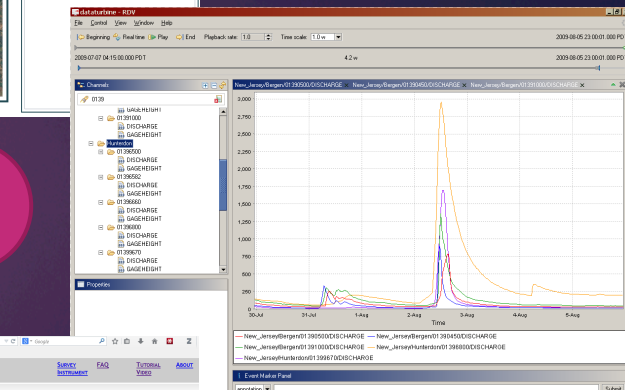 dataturbine - RDV
File Control View Window Help
Beginning Real time Play End Playback rate: 1.0 Time scale: 1.0 w 2009-08-05 23:00:01.000 PD
2009-07-07 04:15:00.000 PDT 4.2 w 2009-08-05 23:00:01.000 PD
Channels
0139
GAGEHEIGHT
01391000
DISCHARGE
GAGEHEIGHT
Hunterdon
01396500
DISCHARGE
GAGEHEIGHT
01396582
DISCHARGE
GAGEHEIGHT
01396660
DISCHARGE
GAGEHEIGHT
01396800
DISCHARGE
GAGEHEIGHT
01399670
DISCHARGE
GAGEHEIGHT
Properties
New_Jersey/Bergen/01390500/DISCHARGE New_Jersey/Bergen/01390450/DISCHARGE New_Jersey/Bergen/01391000/DISCHARGE
3,000
2,750
2,500
2,250
2,000
1,750
1,500
1,250
1,000
750
500
250
0
30-Jul 31-Jul 1-Aug 2-Aug 3-Aug 4-Aug 5-Aug
Time
New_Jersey/Bergen/01390500/DISCHARGE New_Jersey/Bergen/01390450/DISCHARGE
New_Jersey/Bergen/01391000/DISCHARGE New_Jersey/Hunterdon/01396800/DISCHARGE
New_Jersey/Hunterdon/01399670/DISCHARGE
Event Marker Panel
annotation Submit
Google
SURVEY INSTRUMENT FAQ TUTORIAL VIDEO ABOUT